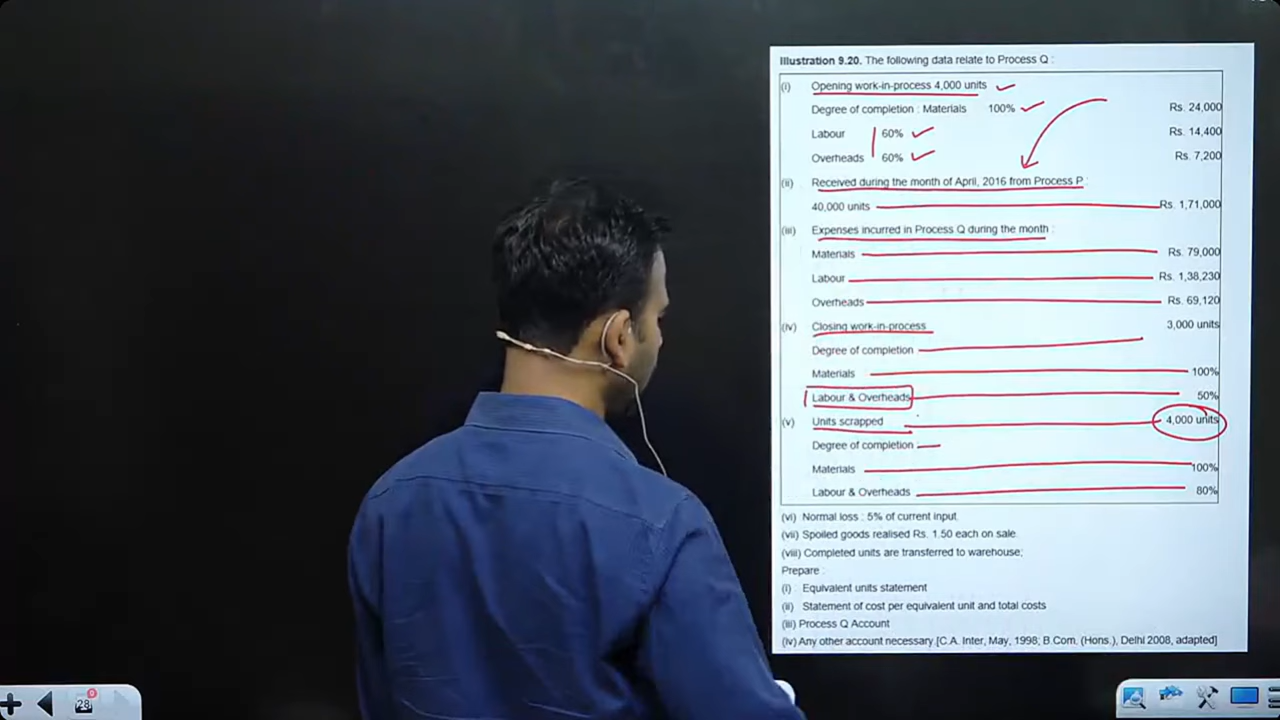 Illustration 9.20. The following data relate to Process Q :
(i) Opening work-in-process 4,000 units
Degree of completion : Materials 100% Rs. 24,000
Labour 60% Rs. 14,400
Overheads 60% Rs. 7,200
(ii) Received during the month of April, 2016 from Process P :
40,000 units Rs. 1,71,000
(iii) Expenses incurred in Process Q during the month :
Materials Rs. 79,000
Labour Rs. 1,38,230
Overheads Rs. 69,120
(iv) Closing work-in-process 3,000 units
Degree of completion
Materials 100%
Labour & Overheads 50%
(v) Units scrapped 4,000 units
Degree of completion :
Materials 100%
Labour & Overheads 80%
(vi) Normal loss : 5% of current input.
(vii) Spoiled goods realised Rs. 1.50 each on sale.
(viii) Completed units are transferred to warehouse;
Prepare :
(i) : Equivalent units statement
(ii) Statement of cost per equivalent unit and total costs
(iii) Process Q Account
(iv) Any other account necessary.[C.A. Inter, May, 1998; B.Com. (Hons.), Delhi 2008, adapted]
28